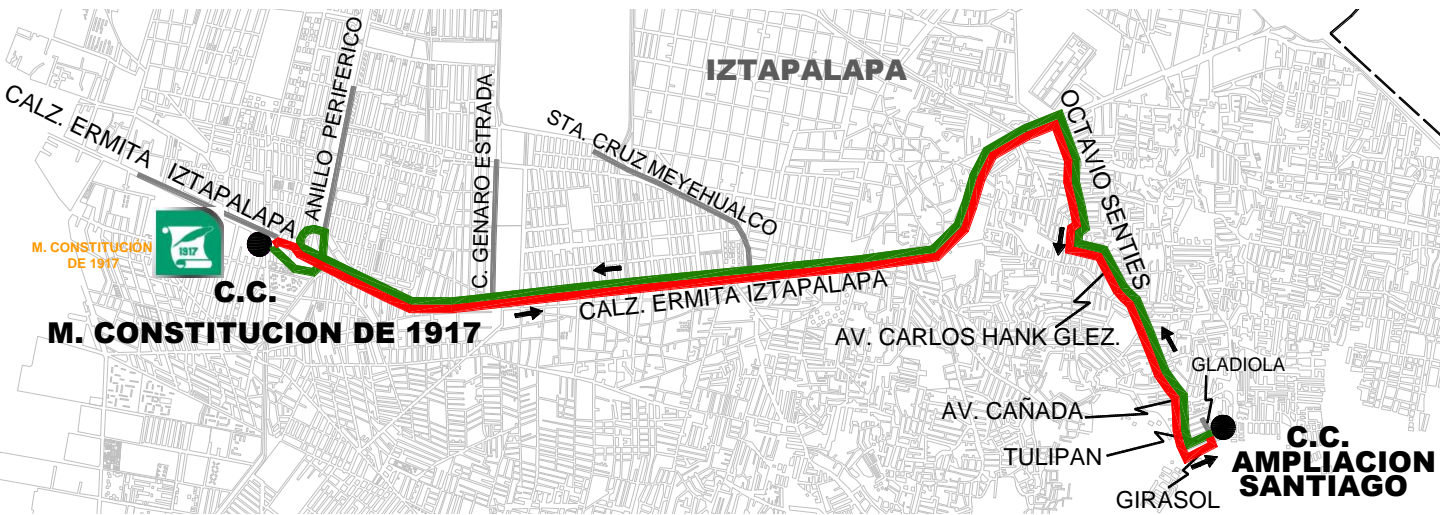 IZTAPALAPA
CALZ. ERMITA IZTAPALAPA
ANILLO PERIFERICO
C. GENARO ESTRADA
STA. CRUZ MEYEHUALCO
OCTAVIO SENTIES
1917
M. CONSTITUCION
DE 1917
C.C.
M. CONSTITUCION DE 1917
CALZ. ERMITA IZTAPALAPA
AV. CARLOS HANK GLEZ.
GLADIOLA
AV. CAÑADA
TULIPAN
GIRASOL
C.C.
AMPLIACION
SANTIAGO